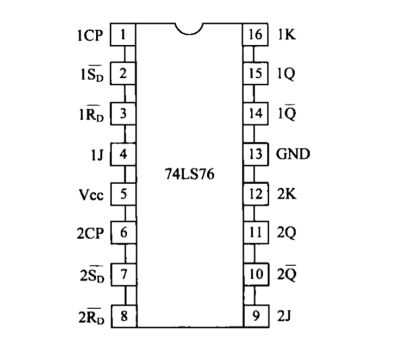 1CP 1 16 1K
1S̅D̅ 2 15 1Q
1R̅D̅ 3 14 1Q̅
1J 4 13 GND
74LS76
Vcc 5 12 2K
2CP 6 11 2Q
2S̅D̅ 7 10 2Q̅
2R̅D̅ 8 9 2J